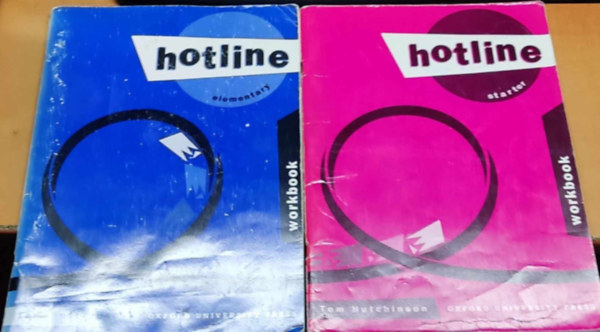 hotline
elementary
workbook
OXFORD UNIVERSITY PRESS
hotline
starter
workbook
Tom Hutchinson OXFORD UNIVERSITY PRESS